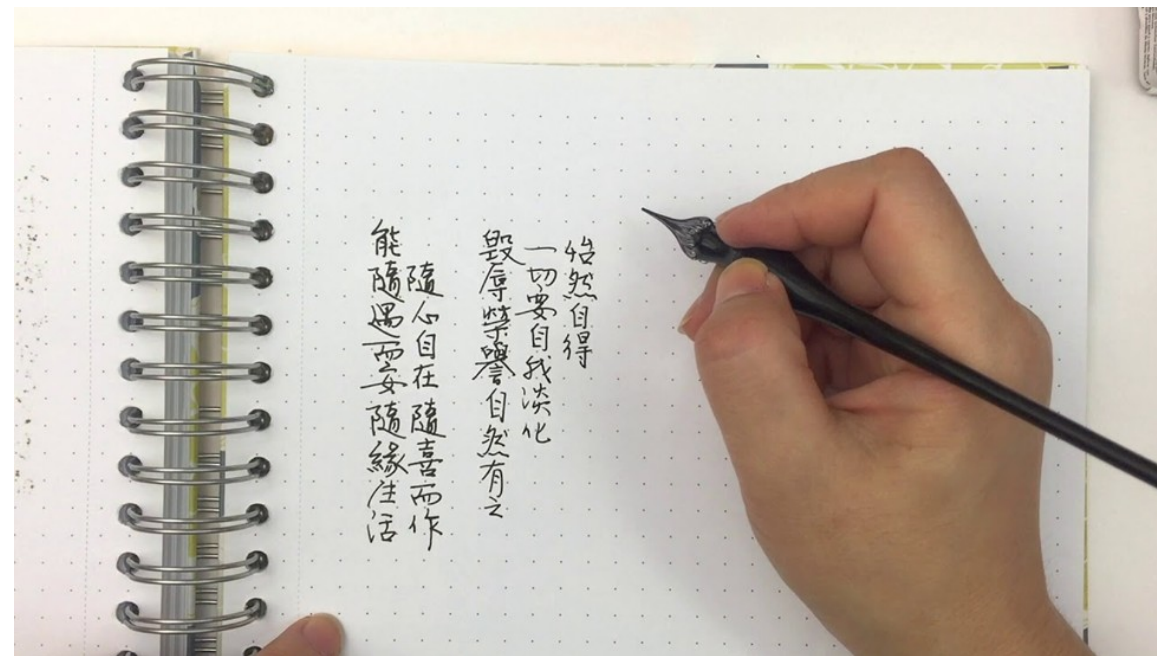 能隨遇而安 隨緣生活
隨心自在 隨喜而作
毀辱榮譽自然有之
一切要自我淡化
怡然自得